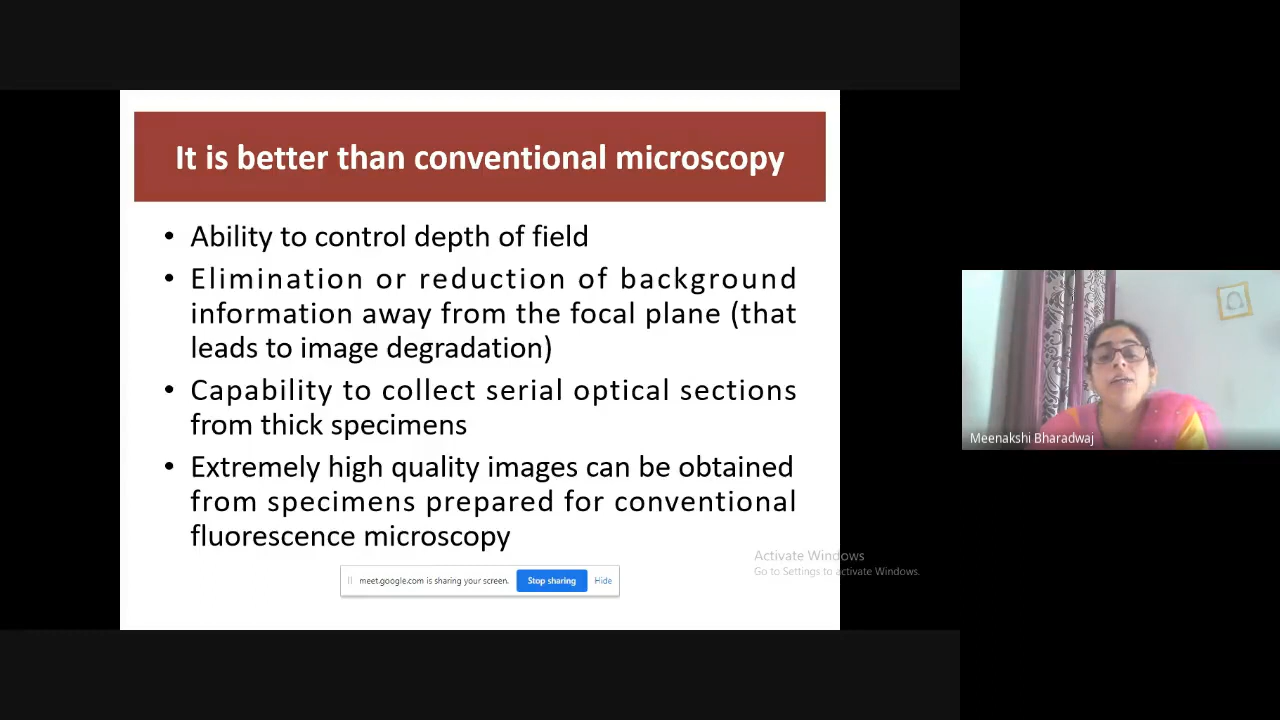 It is better than conventional microscopy
• Ability to control depth of field
• Elimination or reduction of background
information away from the focal plane (that
leads to image degradation)
• Capability to collect serial optical sections
from thick specimens
• Extremely high quality images can be obtained
from specimens prepared for conventional
fluorescence microscopy
Activate Windows
Go to Settings to activate Windows.
meet.google.com is sharing your screen. Stop sharing Hide
Meenakshi Bharadwaj